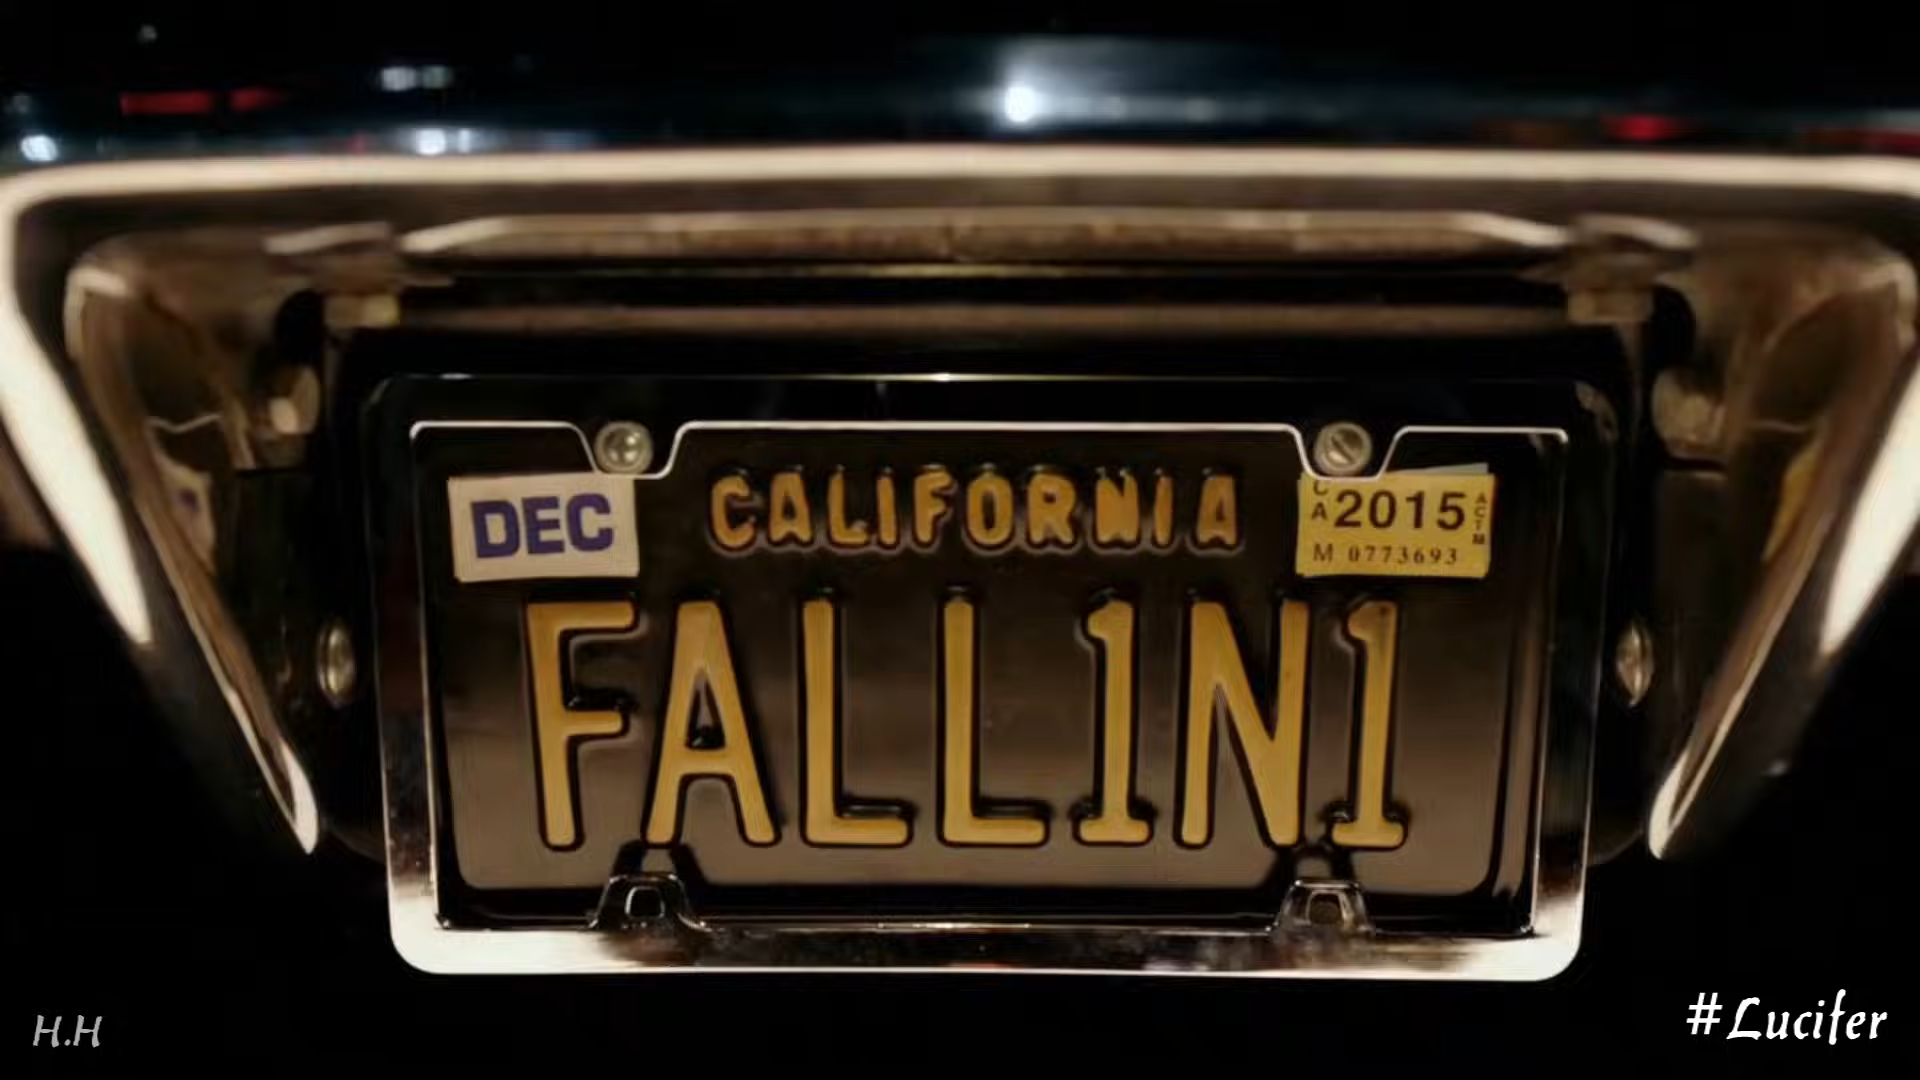 DEC
CALIFORNIA
CA 2015
M 0773693
FALL1N1
H.H
#Lucifer